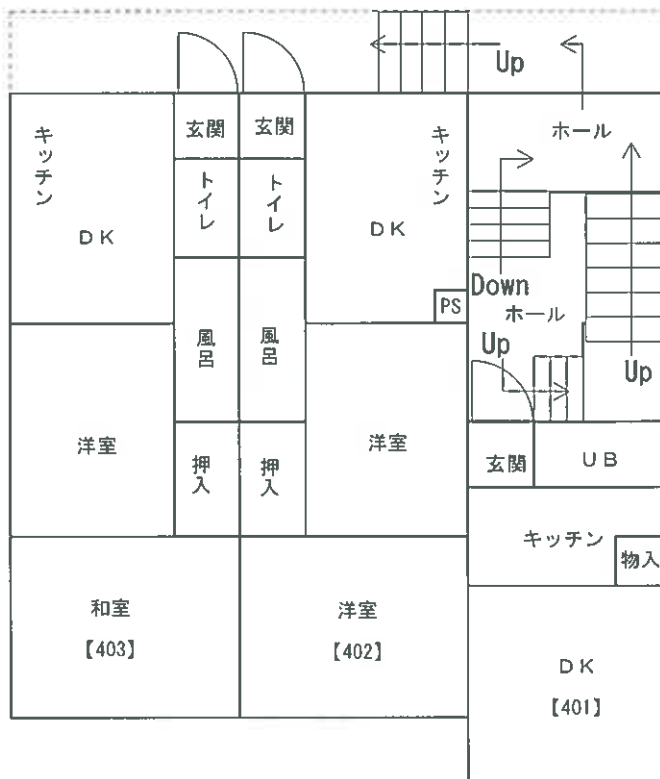 Up
キッチン
玄関
玄関
キッチン
ホール
トイレ
トイレ
DK
DK
Down
PS
ホール
風呂
風呂
Up
Up
洋室
押入
押入
洋室
玄関
UB
キッチン
物入
和室
【403】
洋室
【402】
DK
【401】